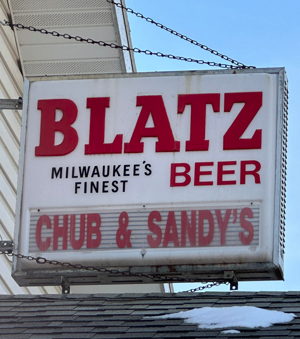 BLATZ
MILWAUKEE'S
FINEST
BEER
CHUB & SANDY'S